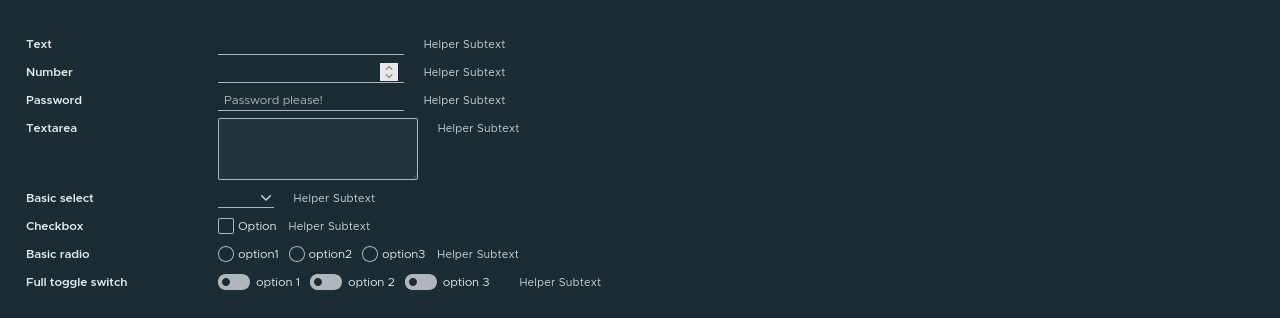 Text Helper Subtext
Number Helper Subtext
Password Password please! Helper Subtext
Textarea Helper Subtext
Basic select Helper Subtext
Checkbox Option Helper Subtext
Basic radio option1 option2 option3 Helper Subtext
Full toggle switch option 1 option 2 option 3 Helper Subtext